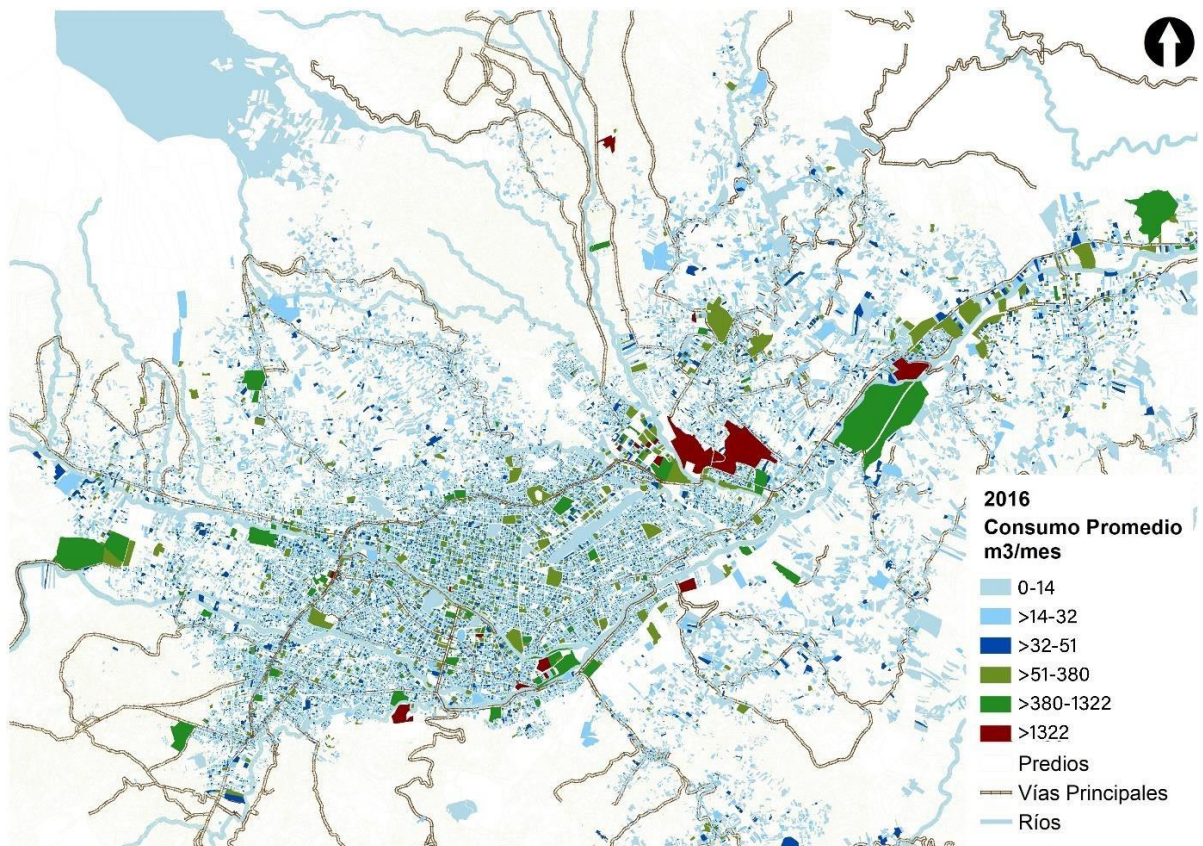 2016
Consumo Promedio
m3/mes
0-14
>14-32
>32-51
>51-380
>380-1322
>1322
Predios
Vías Principales
Ríos